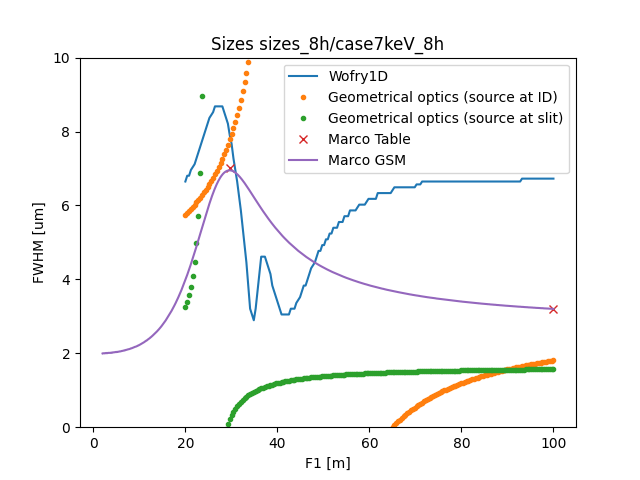 Sizes sizes_8h/case7keV_8h
Wofry1D
Geometrical optics (source at ID)
Geometrical optics (source at slit)
Marco Table
Marco GSM
FWHM [um]
10
8
6
4
2
0
0 20 40 60 80 100
F1 [m]